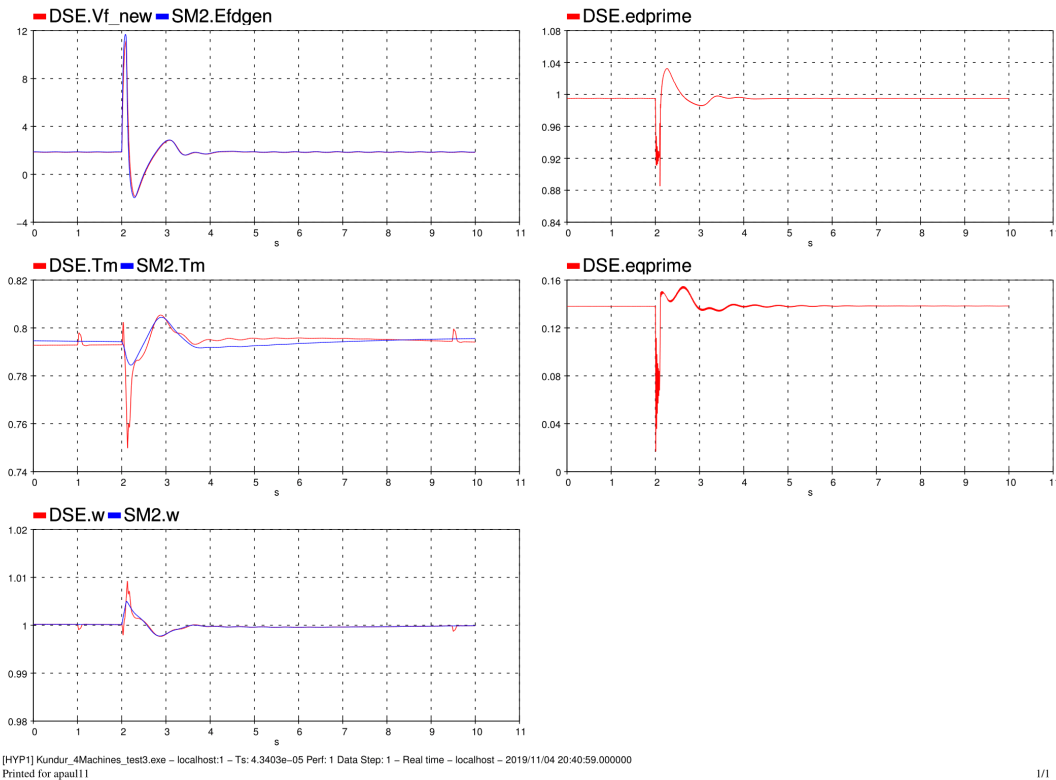 DSE.Vf_new SM2.Efdgen
12
8
4
0
−4
0 1 2 3 4 5 6 7 8 9 10 11
s
DSE.edprime
1.08
1.04
1
0.96
0.92
0.88
0.84
0 1 2 3 4 5 6 7 8 9 10 11
s
DSE.Tm SM2.Tm
0.82
0.8
0.78
0.76
0.74
0 1 2 3 4 5 6 7 8 9 10 11
s
DSE.eqprime
0.16
0.12
0.08
0.04
0
0 1 2 3 4 5 6 7 8 9 10 11
s
DSE.w SM2.w
1.02
1.01
1
0.99
0.98
0 1 2 3 4 5 6 7 8 9 10 11
s
[HYP1] Kundur_4Machines_test3.exe − localhost:1 − Ts: 4.3403e−05 Perf: 1 Data Step: 1 − Real time − localhost − 2019/11/04 20:40:59.000000
Printed for apaul11 1/1